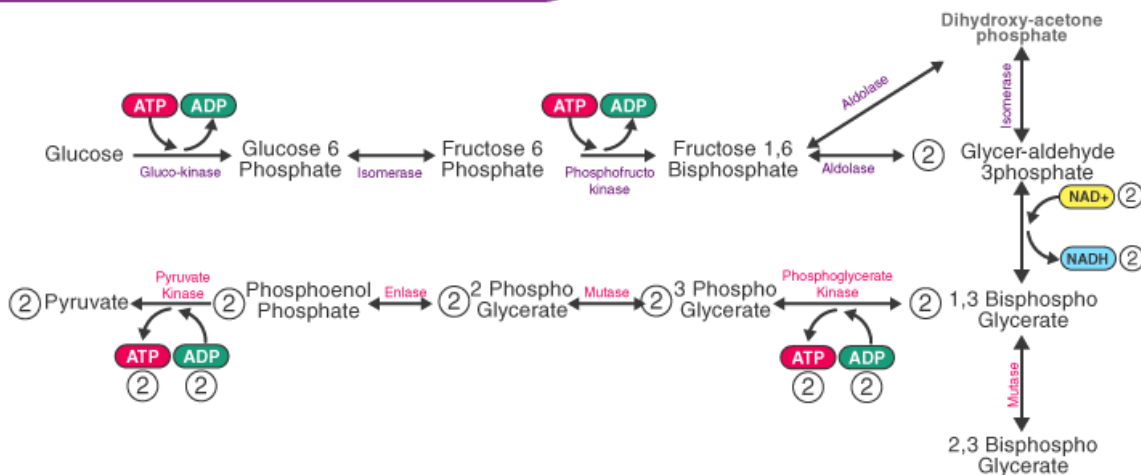 Dihydroxy-acetone
phosphate
ATP ADP
ATP ADP
Aldolase
Isomerase
Glucose
Gluco-kinase
Glucose 6
Phosphate
Isomerase
Fructose 6
Phosphate
Phosphofructo
kinase
Fructose 1,6
Bisphosphate
Aldolase
2
Glycer-aldehyde
3phosphate
NAD+ 2
NADH 2
2 Pyruvate
Pyruvate
Kinase
2
Phosphoenol
Phosphate
Enlase
2
2 Phospho
Glycerate
Mutase
2
3 Phospho
Glycerate
Phosphoglycerate
Kinase
2
1,3 Bisphospho
Glycerate
ATP ADP
2 2
ATP ADP
2 2
Mutase
2,3 Bisphospho
Glycerate